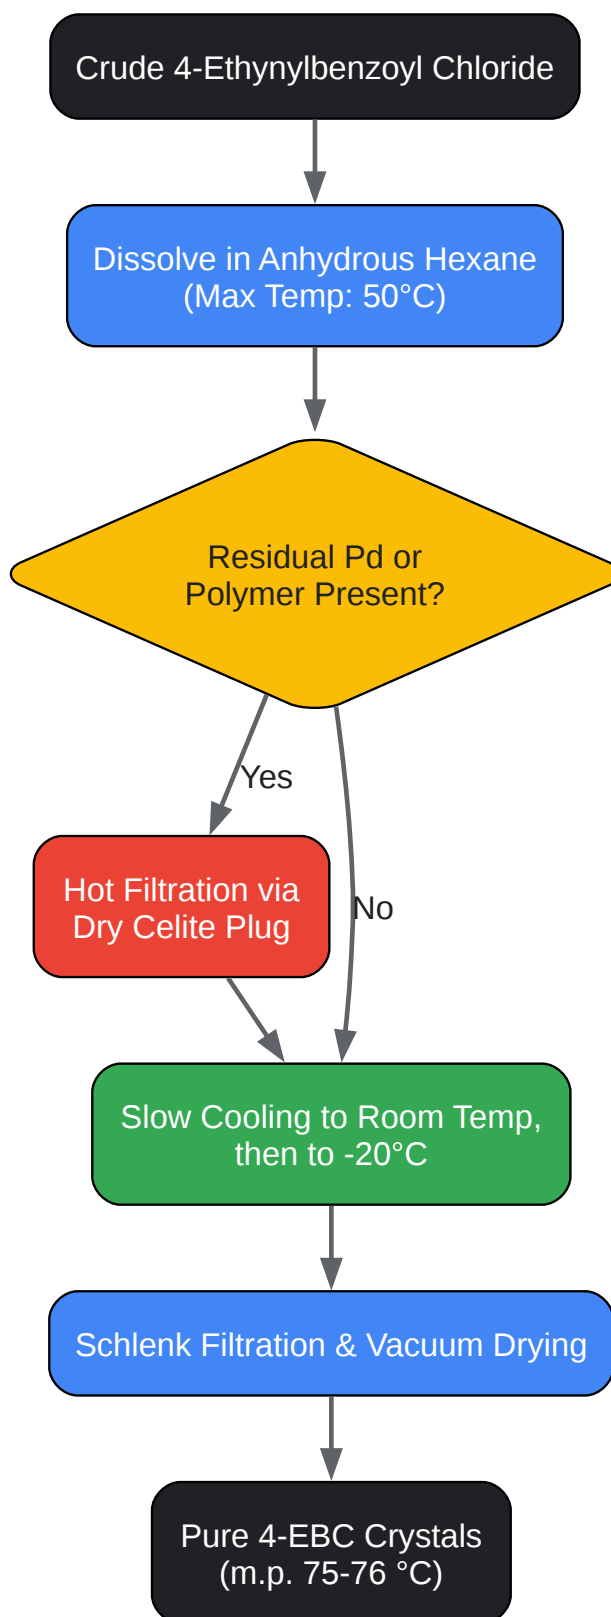 Crude 4-Ethynylbenzoyl Chloride
Dissolve in Anhydrous Hexane
(Max Temp: 50°C)
Residual Pd or
Polymer Present?
Yes
Hot Filtration via
Dry Celite Plug
No
Slow Cooling to Room Temp,
then to -20°C
Schlenk Filtration & Vacuum Drying
Pure 4-EBC Crystals
(m.p. 75-76 °C)